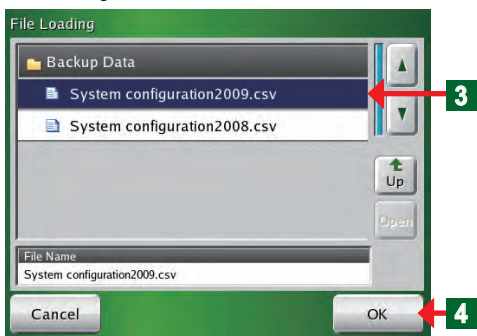 File Loading
Backup Data
System configuration2009.csv
3
System configuration2008.csv
Up
Open
File Name
System configuration2009.csv
Cancel
OK
4